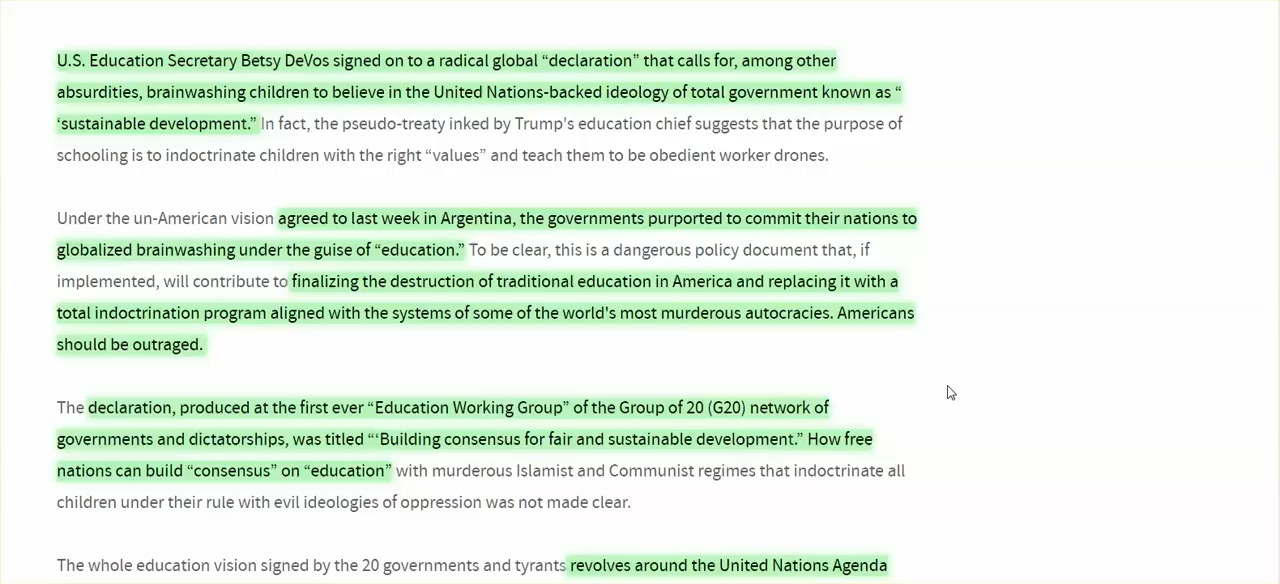 U.S. Education Secretary Betsy DeVos signed on to a radical global “declaration” that calls for, among other
absurdities, brainwashing children to believe in the United Nations-backed ideology of total government known as “
‘sustainable development.” In fact, the pseudo-treaty inked by Trump's education chief suggests that the purpose of
schooling is to indoctrinate children with the right “values” and teach them to be obedient worker drones.
Under the un-American vision agreed to last week in Argentina, the governments purported to commit their nations to
globalized brainwashing under the guise of “education.” To be clear, this is a dangerous policy document that, if
implemented, will contribute to finalizing the destruction of traditional education in America and replacing it with a
total indoctrination program aligned with the systems of some of the world's most murderous autocracies. Americans
should be outraged.
The declaration, produced at the first ever “Education Working Group” of the Group of 20 (G20) network of
governments and dictatorships, was titled “‘Building consensus for fair and sustainable development.” How free
nations can build “consensus” on “education” with murderous Islamist and Communist regimes that indoctrinate all
children under their rule with evil ideologies of oppression was not made clear.
The whole education vision signed by the 20 governments and tyrants revolves around the United Nations Agenda